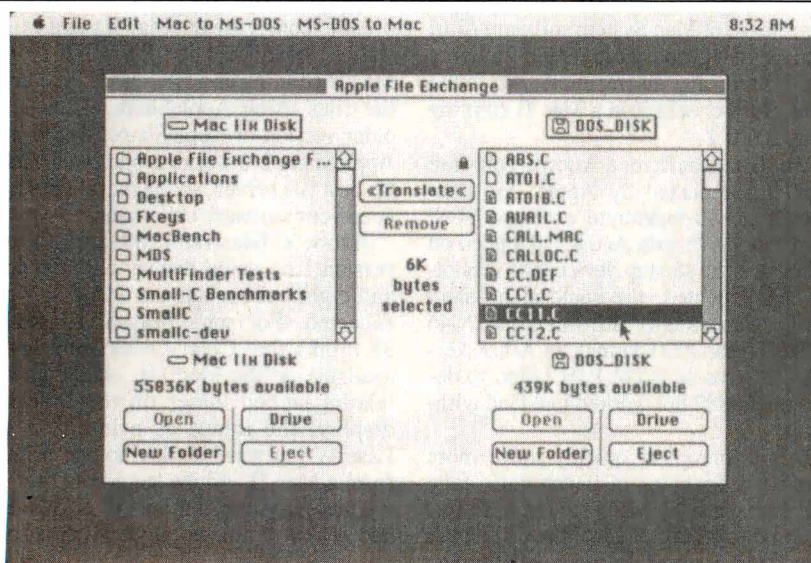 File Edit Mac to MS-DOS MS-DOS to Mac 8:32 AM
Apple File Exchange
Mac IIx Disk
Apple File Exchange F...
Applications
Desktop
FKeys
MacBench
MDS
MultiFinder Tests
Small-C Benchmarks
SmallC
smallc-dev
«Translate«
Remove
6K
bytes
selected
DOS_DISK
ABS.C
ATOI.C
ATOIB.C
AVAIL.C
CALL.MAC
CALLOC.C
CC.DEF
CC1.C
CC11.C
CC12.C
Mac IIx Disk
55836K bytes available
Open Drive
New Folder Eject
DOS_DISK
439K bytes available
Open Drive
New Folder Eject